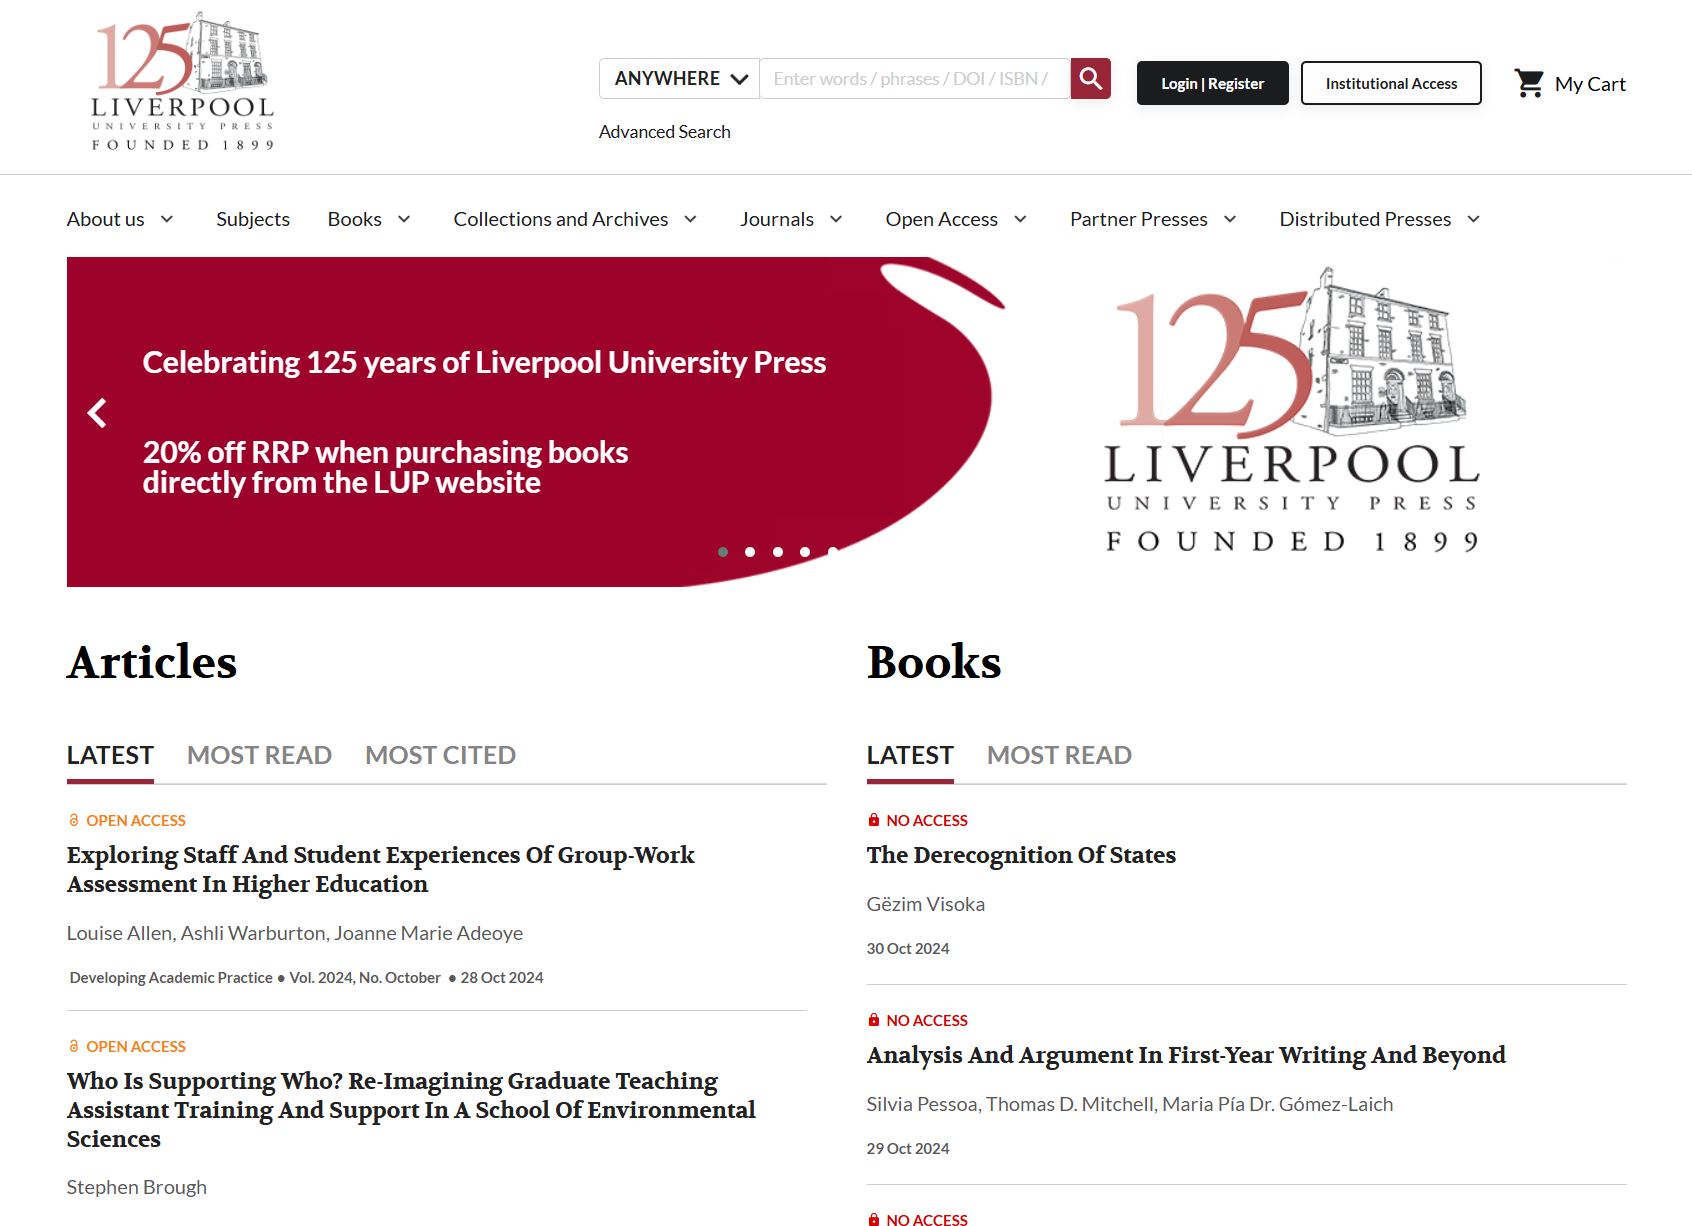 125
LIVERPOOL
UNIVERSITY PRESS
FOUNDED 1899
ANYWHERE
Enter words / phrases / DOI / ISBN /
Advanced Search
Login | Register
Institutional Access
My Cart
About us
Subjects
Books
Collections and Archives
Journals
Open Access
Partner Presses
Distributed Presses
Celebrating 125 years of Liverpool University Press
20% off RRP when purchasing books
directly from the LUP website
125
LIVERPOOL
UNIVERSITY PRESS
FOUNDED 1899
Articles
LATEST
MOST READ
MOST CITED
OPEN ACCESS
Exploring Staff And Student Experiences Of Group-Work
Assessment In Higher Education
Louise Allen, Ashli Warburton, Joanne Marie Adeoye
Developing Academic Practice • Vol. 2024, No. October • 28 Oct 2024
OPEN ACCESS
Who Is Supporting Who? Re-Imagining Graduate Teaching
Assistant Training And Support In A School Of Environmental
Sciences
Stephen Brough
Books
LATEST
MOST READ
NO ACCESS
The Derecognition Of States
Gëzim Visoka
30 Oct 2024
NO ACCESS
Analysis And Argument In First-Year Writing And Beyond
Silvia Pessoa, Thomas D. Mitchell, Maria Pía Dr. Gómez-Laich
29 Oct 2024
NO ACCESS